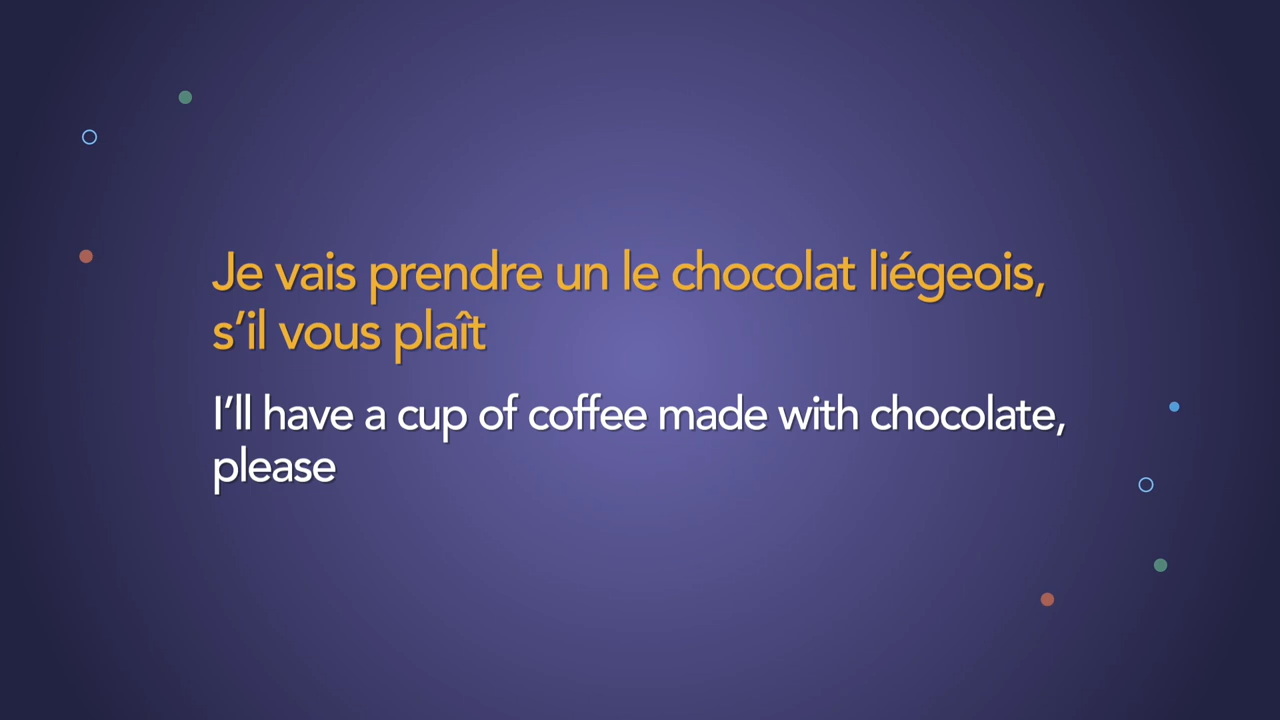 Je vais prendre un le chocolat liégeois,
s’il vous plaît
I’ll have a cup of coffee made with chocolate,
please